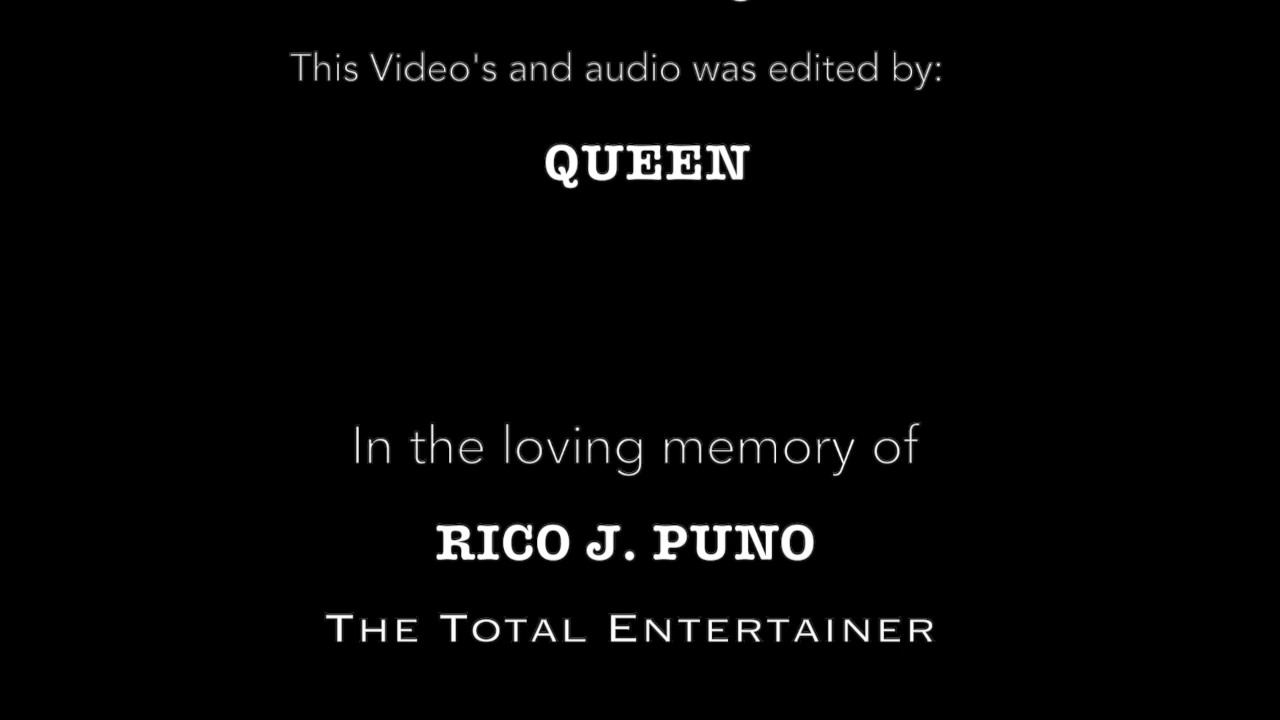 This Video's and audio was edited by:
QUEEN
In the loving memory of
RICO J. PUNO
THE TOTAL ENTERTAINER